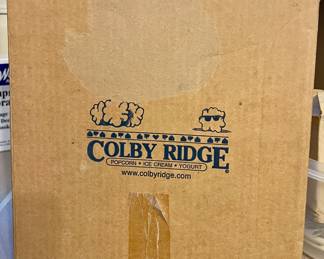 COLBY RIDGE
POPCORN • ICE CREAM • YOGURT
www.colbyridge.com